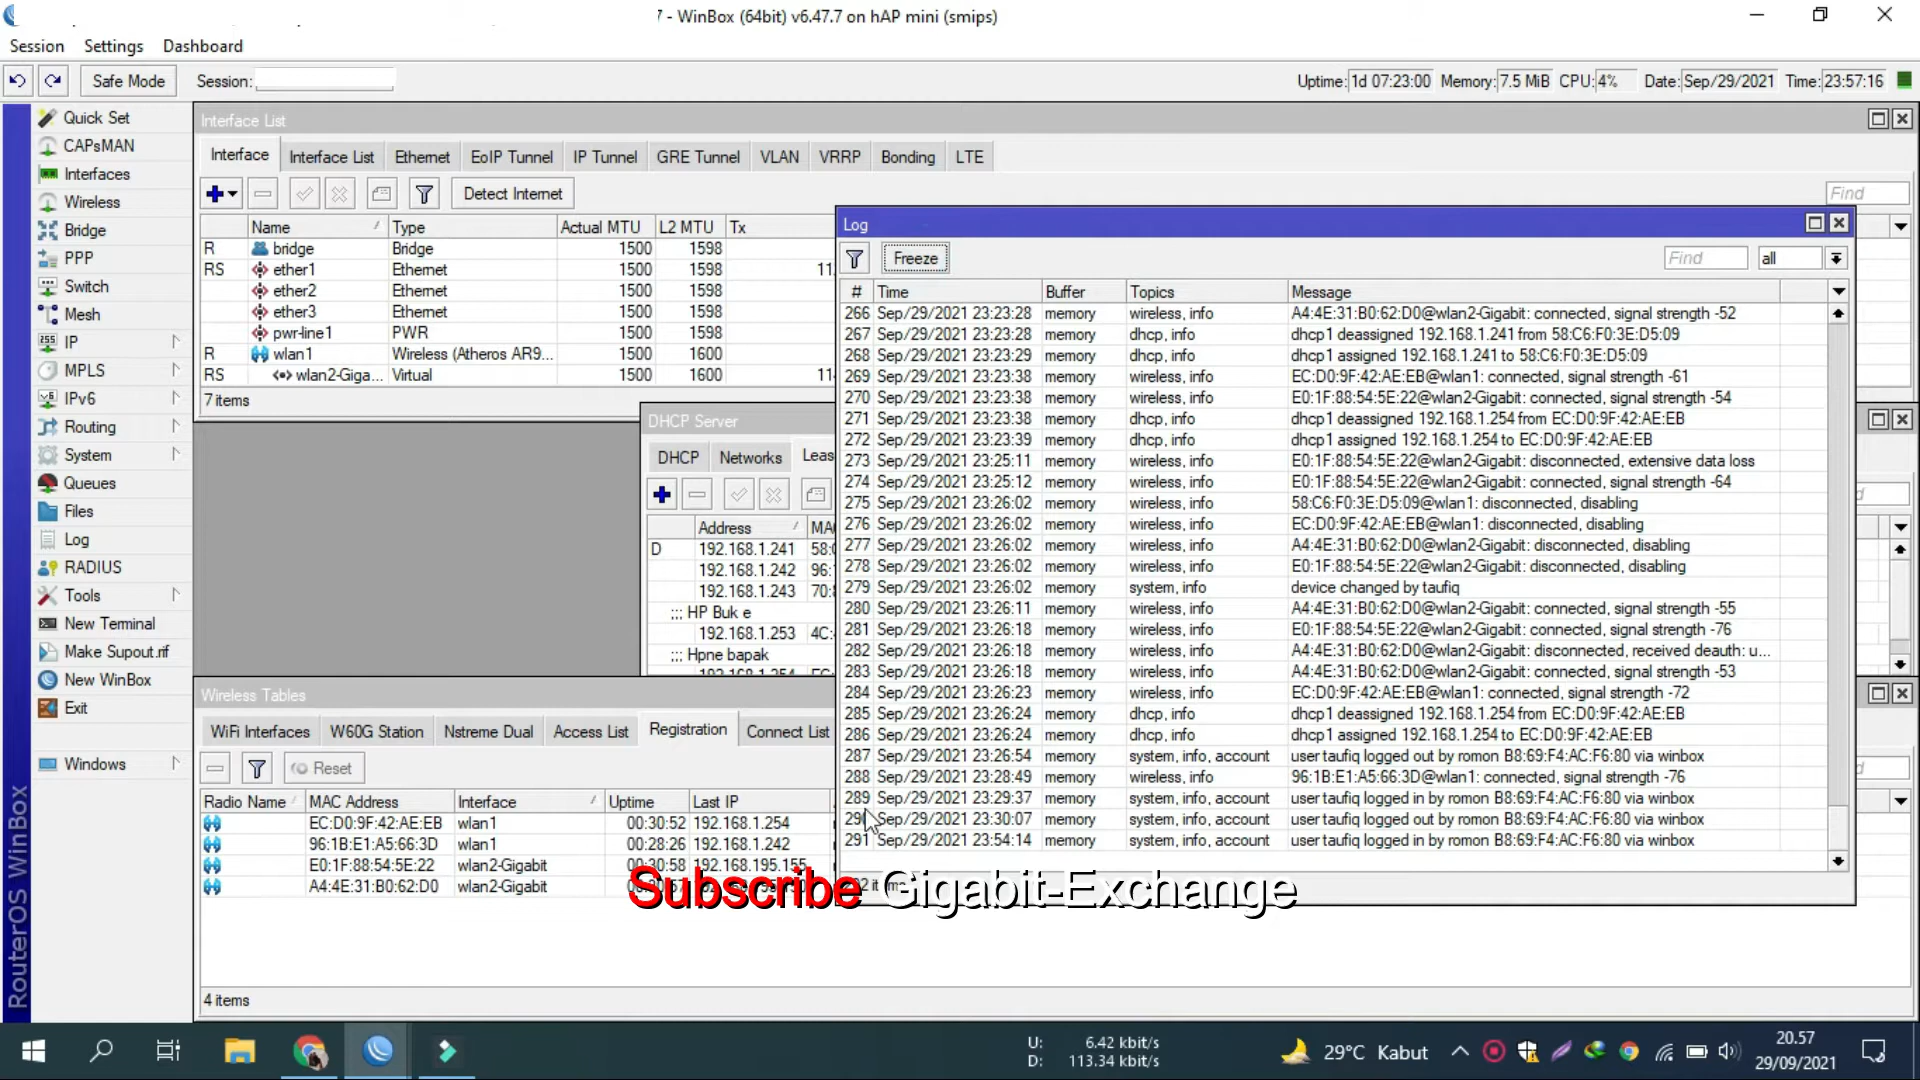 7 - WinBox (64bit) v6.47.7 on hAP mini (smips)
Session Settings Dashboard
Safe Mode Session: Uptime: 1d 07:23:00 Memory: 7.5 MiB CPU: 4% Date: Sep/29/2021 Time: 23:57:16
Quick Set
CAPsMAN
Interfaces
Wireless
Bridge
PPP
Switch
Mesh
IP
MPLS
IPv6
Routing
System
Queues
Files
Log
RADIUS
Tools
New Terminal
Make Supout.rif
New WinBox
Exit
Windows
RouterOS WinBox
Interface List
Interface Interface List Ethernet EoIP Tunnel IP Tunnel GRE Tunnel VLAN VRRP Bonding LTE
Detect Internet Find
Name Type Actual MTU L2 MTU Tx
R bridge Bridge 1500 1598
RS ether1 Ethernet 1500 1598 11
ether2 Ethernet 1500 1598
ether3 Ethernet 1500 1598
pwr-line1 PWR 1500 1598
R wlan1 Wireless (Atheros AR9... 1500 1600
RS wlan2-Giga... Virtual 1500 1600 11
7 items
DHCP Server
DHCP Networks Leas
Address MA
D 192.168.1.241 58:
192.168.1.242 96:
192.168.1.243 70:
;;; HP Buk e
192.168.1.253 4C:
;;; Hpne bapak
Wireless Tables
WiFi Interfaces W60G Station Nstreme Dual Access List Registration Connect List
Reset
Radio Name MAC Address Interface Uptime Last IP
EC:D0:9F:42:AE:EB wlan1 00:30:52 192.168.1.254
96:1B:E1:A5:66:3D wlan1 00:28:26 192.168.1.242
E0:1F:88:54:5E:22 wlan2-Gigabit 00:30:58 192.168.195.155
A4:4E:31:B0:62:D0 wlan2-Gigabit
4 items
Log
Freeze Find all
# Time Buffer Topics Message
266 Sep/29/2021 23:23:28 memory wireless, info A4:4E:31:B0:62:D0@wlan2-Gigabit: connected, signal strength -52
267 Sep/29/2021 23:23:28 memory dhcp, info dhcp1 deassigned 192.168.1.241 from 58:C6:F0:3E:D5:09
268 Sep/29/2021 23:23:29 memory dhcp, info dhcp1 assigned 192.168.1.241 to 58:C6:F0:3E:D5:09
269 Sep/29/2021 23:23:38 memory wireless, info EC:D0:9F:42:AE:EB@wlan1: connected, signal strength -61
270 Sep/29/2021 23:23:38 memory wireless, info E0:1F:88:54:5E:22@wlan2-Gigabit: connected, signal strength -54
271 Sep/29/2021 23:23:38 memory dhcp, info dhcp1 deassigned 192.168.1.254 from EC:D0:9F:42:AE:EB
272 Sep/29/2021 23:23:39 memory dhcp, info dhcp1 assigned 192.168.1.254 to EC:D0:9F:42:AE:EB
273 Sep/29/2021 23:25:11 memory wireless, info E0:1F:88:54:5E:22@wlan2-Gigabit: disconnected, extensive data loss
274 Sep/29/2021 23:25:12 memory wireless, info E0:1F:88:54:5E:22@wlan2-Gigabit: connected, signal strength -64
275 Sep/29/2021 23:26:02 memory wireless, info 58:C6:F0:3E:D5:09@wlan1: disconnected, disabling
276 Sep/29/2021 23:26:02 memory wireless, info EC:D0:9F:42:AE:EB@wlan1: disconnected, disabling
277 Sep/29/2021 23:26:02 memory wireless, info A4:4E:31:B0:62:D0@wlan2-Gigabit: disconnected, disabling
278 Sep/29/2021 23:26:02 memory wireless, info E0:1F:88:54:5E:22@wlan2-Gigabit: disconnected, disabling
279 Sep/29/2021 23:26:02 memory system, info device changed by taufiq
280 Sep/29/2021 23:26:11 memory wireless, info A4:4E:31:B0:62:D0@wlan2-Gigabit: connected, signal strength -55
281 Sep/29/2021 23:26:18 memory wireless, info E0:1F:88:54:5E:22@wlan2-Gigabit: connected, signal strength -76
282 Sep/29/2021 23:26:18 memory wireless, info A4:4E:31:B0:62:D0@wlan2-Gigabit: disconnected, received deauth: u...
283 Sep/29/2021 23:26:18 memory wireless, info A4:4E:31:B0:62:D0@wlan2-Gigabit: connected, signal strength -53
284 Sep/29/2021 23:26:23 memory wireless, info EC:D0:9F:42:AE:EB@wlan1: connected, signal strength -72
285 Sep/29/2021 23:26:24 memory dhcp, info dhcp1 deassigned 192.168.1.254 from EC:D0:9F:42:AE:EB
286 Sep/29/2021 23:26:24 memory dhcp, info dhcp1 assigned 192.168.1.254 to EC:D0:9F:42:AE:EB
287 Sep/29/2021 23:26:54 memory system, info, account user taufiq logged out by romon B8:69:F4:AC:F6:80 via winbox
288 Sep/29/2021 23:28:49 memory wireless, info 96:1B:E1:A5:66:3D@wlan1: connected, signal strength -76
289 Sep/29/2021 23:29:37 memory system, info, account user taufiq logged in by romon B8:69:F4:AC:F6:80 via winbox
290 Sep/29/2021 23:30:07 memory system, info, account user taufiq logged out by romon B8:69:F4:AC:F6:80 via winbox
291 Sep/29/2021 23:54:14 memory system, info, account user taufiq logged in by romon B8:69:F4:AC:F6:80 via winbox
Subscribe Gigabit-Exchange
U: 6.42 kbit/s
D: 113.34 kbit/s
29°C Kabut
20.57
29/09/2021